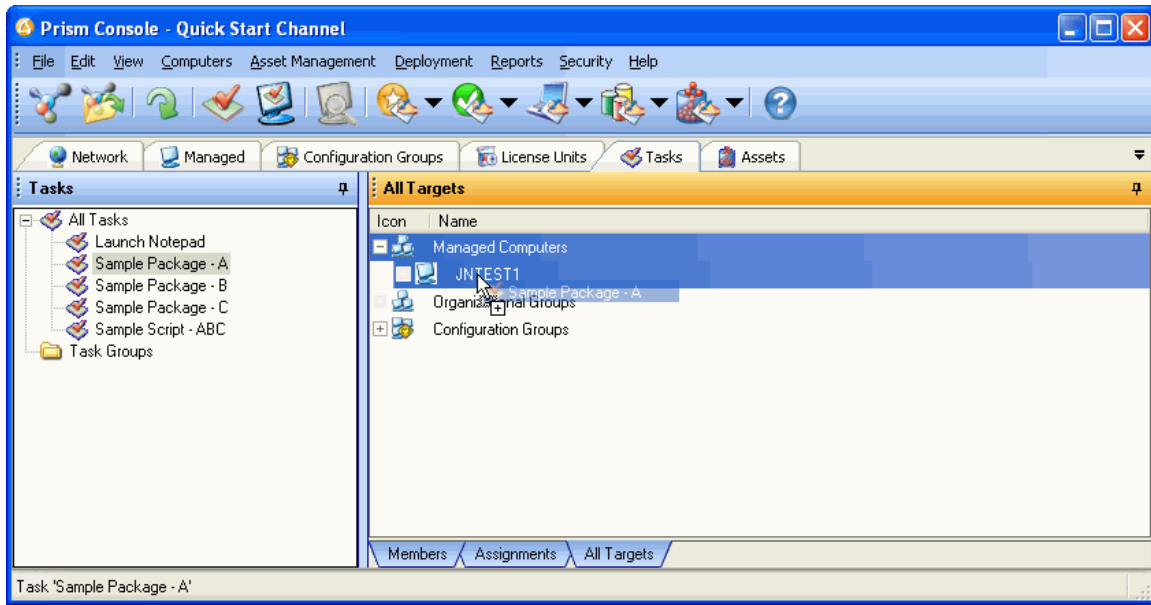 Prism Console - Quick Start Channel
File Edit View Computers Asset Management Deployment Reports Security Help
Network Managed Configuration Groups License Units Tasks Assets
Tasks
All Targets
All Tasks
Launch Notepad
Sample Package - A
Sample Package - B
Sample Package - C
Sample Script - ABC
Task Groups
Icon Name
Managed Computers
JNTEST1
Sample Package - A
Organizational Groups
Configuration Groups
Members Assignments All Targets
Task 'Sample Package - A'